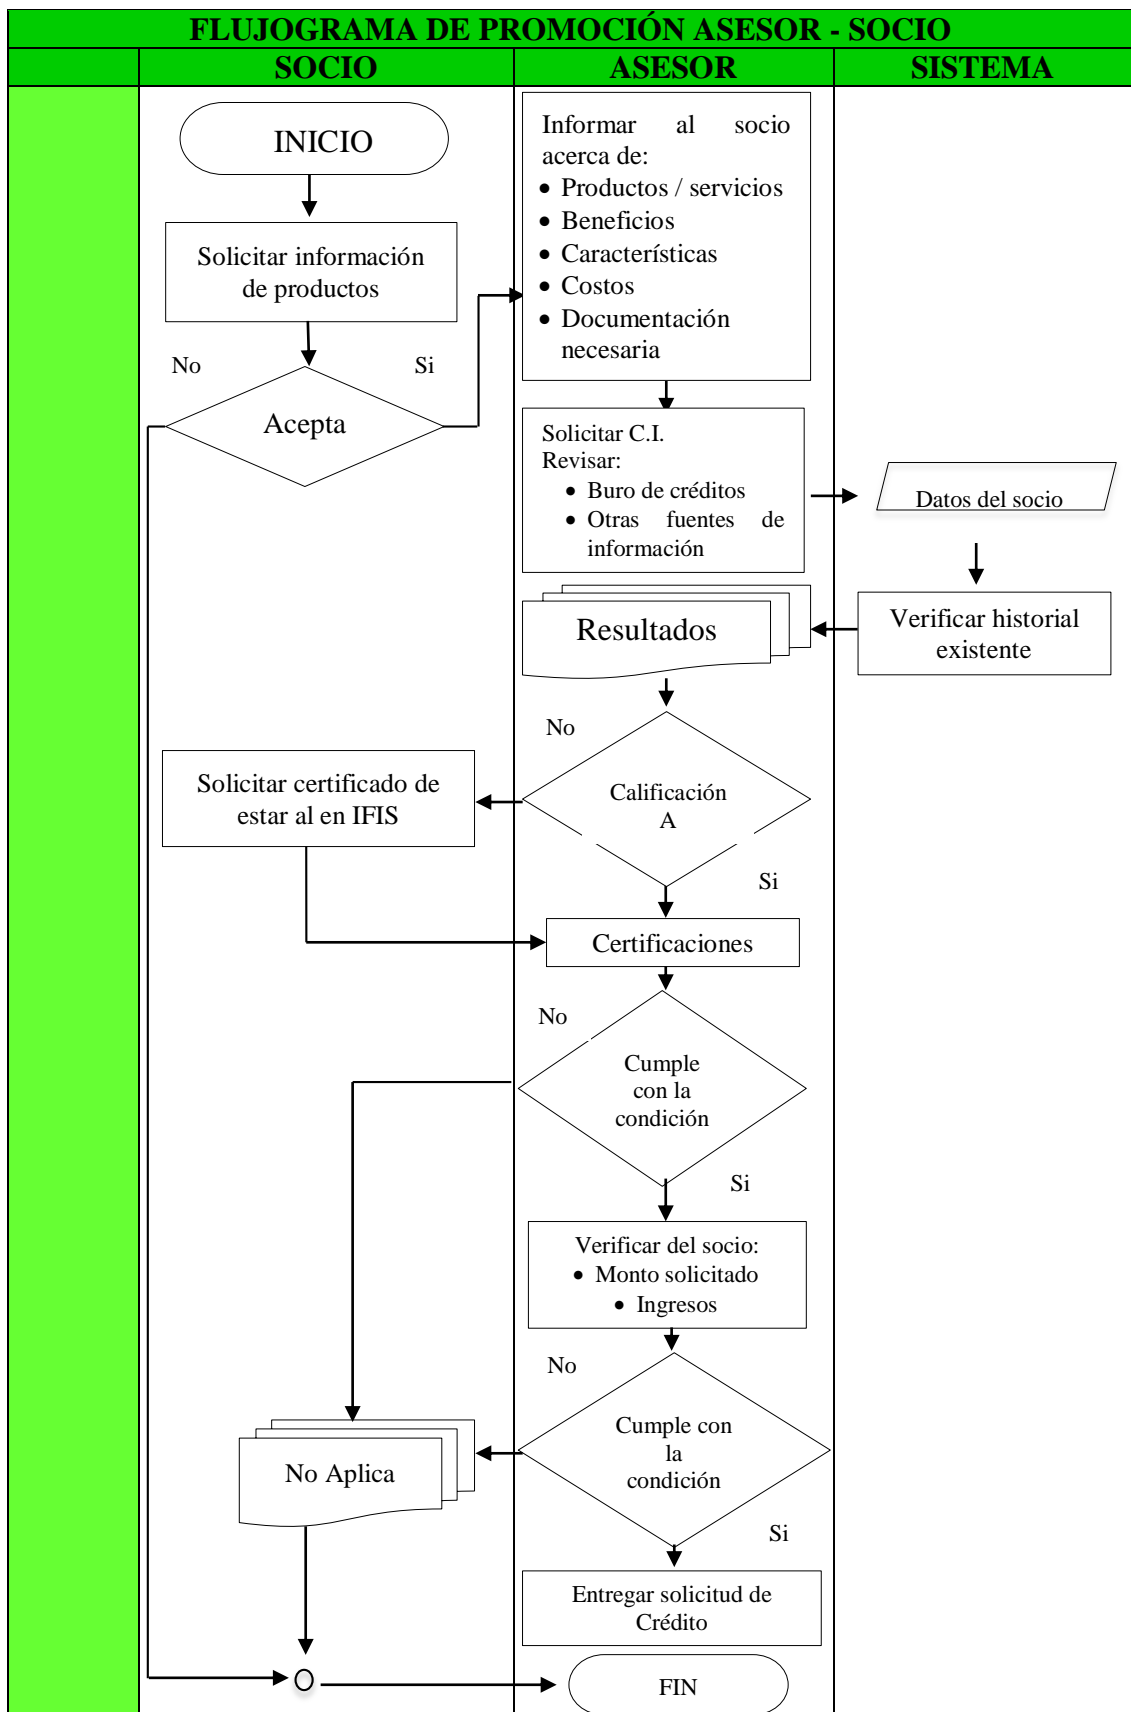 FLUJOGRAMA DE PROMOCIÓN ASESOR - SOCIO
SOCIO
ASESOR
SISTEMA
INICIO
Solicitar información
de productos
No
Si
Acepta
Informar al socio
acerca de:
• Productos / servicios
• Beneficios
• Características
• Costos
• Documentación
necesaria
Solicitar C.I.
Revisar:
• Buro de créditos
• Otras fuentes de
información
Datos del socio
Verificar historial
existente
Resultados
No
Calificación
A
Si
Solicitar certificado de
estar al en IFIS
Certificaciones
No
Cumple
con la
condición
Si
Verificar del socio:
• Monto solicitado
• Ingresos
No
Cumple con
la
condición
Si
No Aplica
Entregar solicitud de
Crédito
FIN